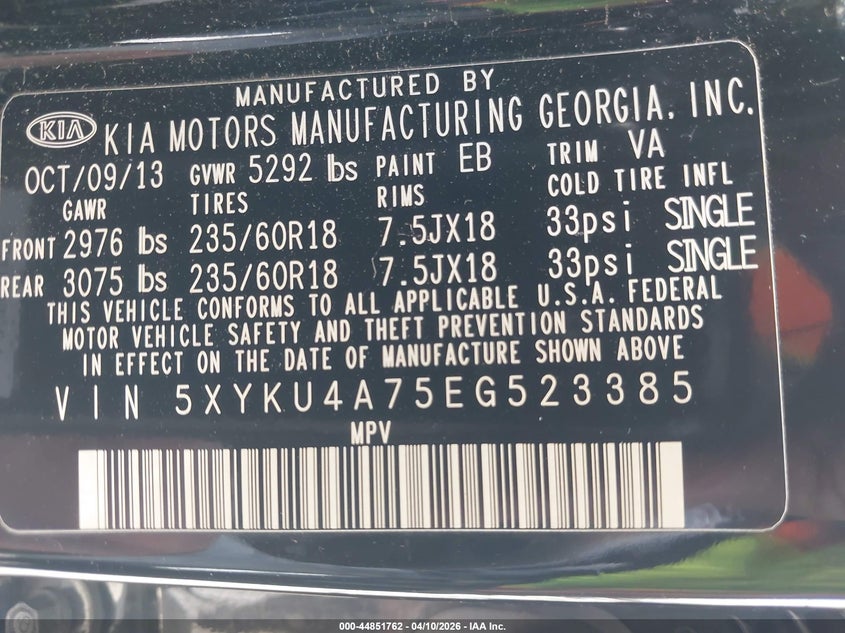 MANUFACTURED BY
KIA KIA MOTORS MANUFACTURING GEORGIA, INC.
OCT/09/13 GVWR 5292 lbs PAINT EB TRIM VA
GAWR TIRES RIMS COLD TIRE INFL
FRONT 2976 lbs 235/60R18 7.5JX18 33psi SINGLE
REAR 3075 lbs 235/60R18 7.5JX18 33psi SINGLE
THIS VEHICLE CONFORMS TO ALL APPLICABLE U.S.A. FEDERAL
MOTOR VEHICLE SAFETY AND THEFT PREVENTION STANDARDS
IN EFFECT ON THE DATE OF MANUFACTURE SHOWN ABOVE
VIN 5XYKU4A75EG523385
MPV
000-44851762 - 04/10/2026 - IAA Inc.